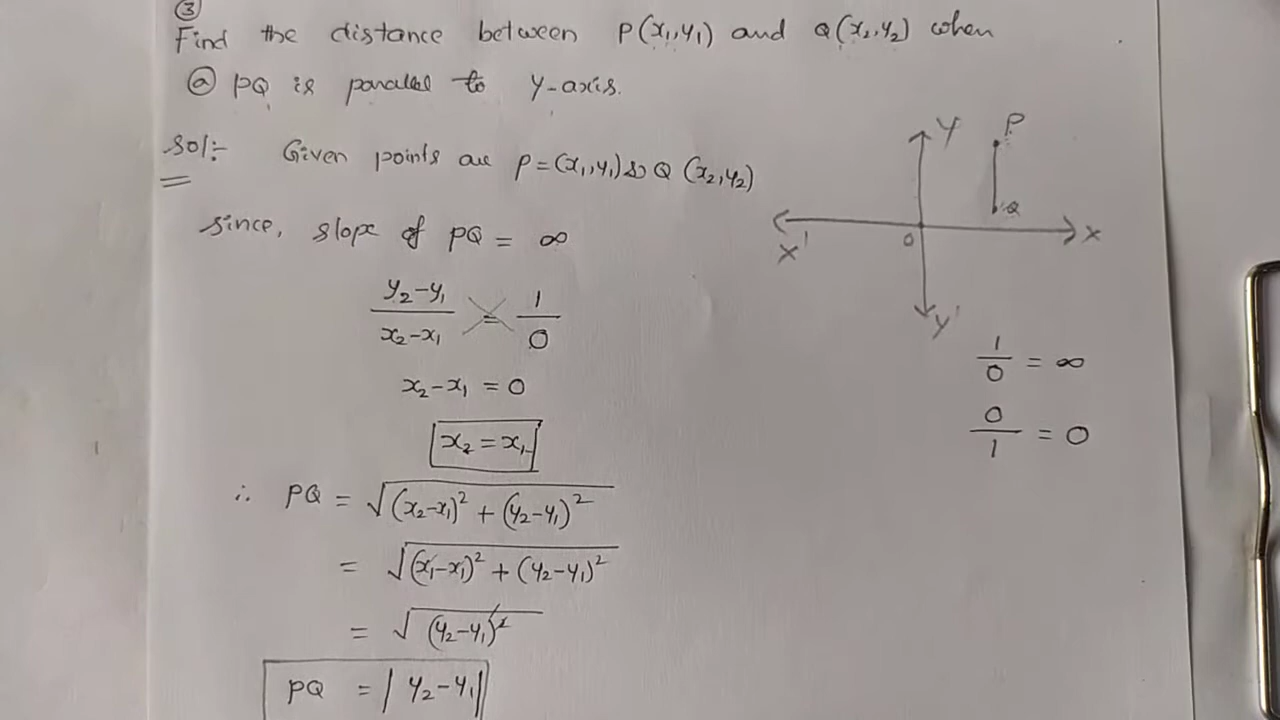 ③
Find the distance between P(x₁,y₁) and Q(x₂,y₂) when
ⓐ PQ is parallel to y-axis.
Sol:- Given points are P=(x₁,y₁) & Q (x₂,y₂)
since, slope of PQ = ∞
y₂-y₁/x₂-x₁ = 1/0
x₂-x₁ = 0
x₂ = x₁
∴ PQ = √(x₂-x₁)² + (y₂-y₁)²
= √(x₁-x₁)² + (y₂-y₁)²
= √(y₂-y₁)²
PQ = |y₂-y₁|
Y
P
Q
X'
O
X
Y'
1/0 = ∞
0/1 = 0